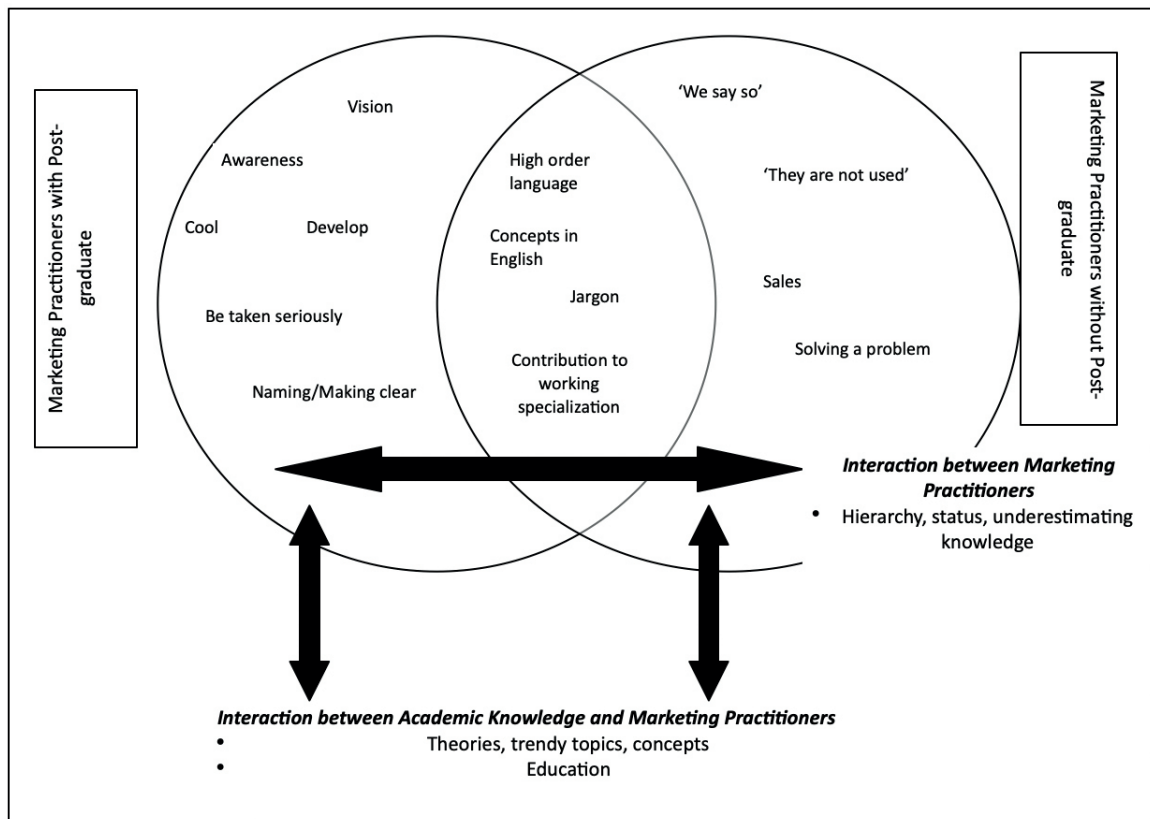 Marketing Practitioners with Post-
graduate
Vision
Awareness
Cool
Develop
Be taken seriously
Naming/Making clear
High order
language
Concepts in
English
Jargon
Contribution to
working
specialization
‘We say so’
‘They are not used’
Sales
Solving a problem
Marketing Practitioners without Post-
graduate
Interaction between Marketing
Practitioners
• Hierarchy, status, underestimating
knowledge
Interaction between Academic Knowledge and Marketing Practitioners
• Theories, trendy topics, concepts
• Education